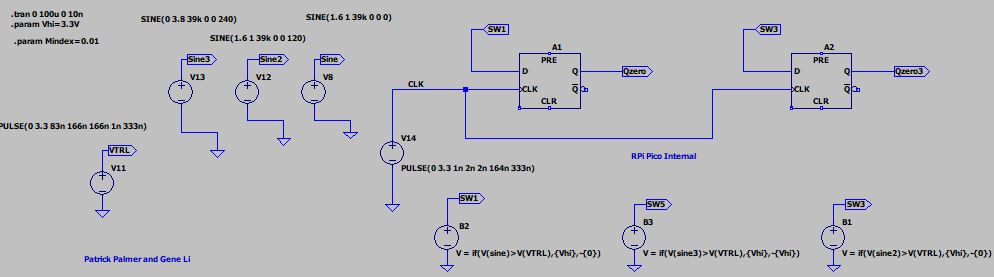 .tran 0 100u 0 10n
.param Vhi=3.3V
.param Mindex=0.01
SINE(0 3.8 39k 0 0 240)
SINE(1.6 1 39k 0 0 0)
SINE(1.6 1 39k 0 0 120)
Sine3
Sine2
Sine
V13
V12
V8
SW1
A1
PRE
D
Q
CLK
Q
CLR
Qzero
SW3
A2
PRE
D
Q
CLK
Q
CLR
Qzero3
CLK
V14
PULSE(0 3.3 1n 2n 2n 164n 333n)
PULSE(0 3.3 83n 166n 166n 1n 333n)
VTRL
V11
RPi Pico Internal
SW1
B2
V = if(V(sine)>V(VTRL),{Vhi},-{0})
SW5
B3
V = if(V(sine3)>V(VTRL),{Vhi},-{Vhi})
SW3
B1
V = if(V(sine2)>V(VTRL),{Vhi},-{0})
Patrick Palmer and Gene Li